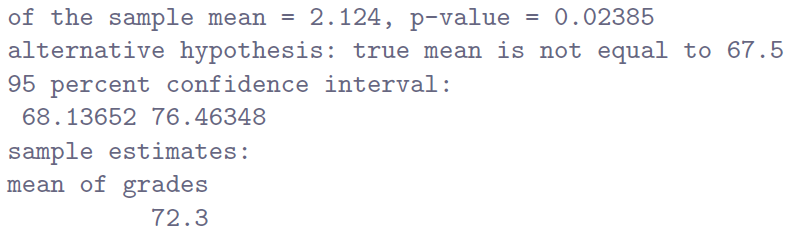 of the sample mean = 2.124, p-value = 0.02385
alternative hypothesis: true mean is not equal to 67.5
95 percent confidence interval:
68.13652 76.46348
sample estimates:
mean of grades
72.3